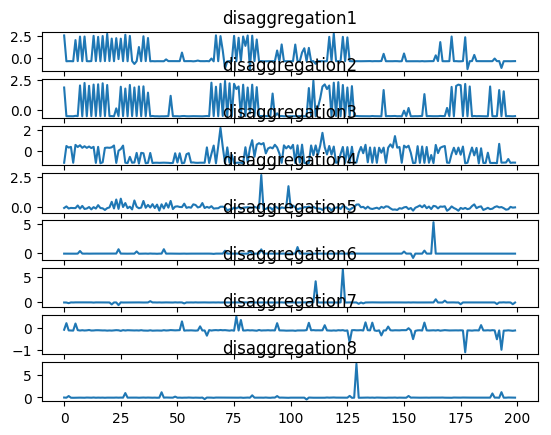 disaggregation1
2.5
0.0
disaggregation2
2.5
0.0
disaggregation3
2
0
disaggregation4
2.5
0.0
disaggregation5
5
0
disaggregation6
5
0
disaggregation7
0
−1
disaggregation8
5
0
0 25 50 75 100 125 150 175 200